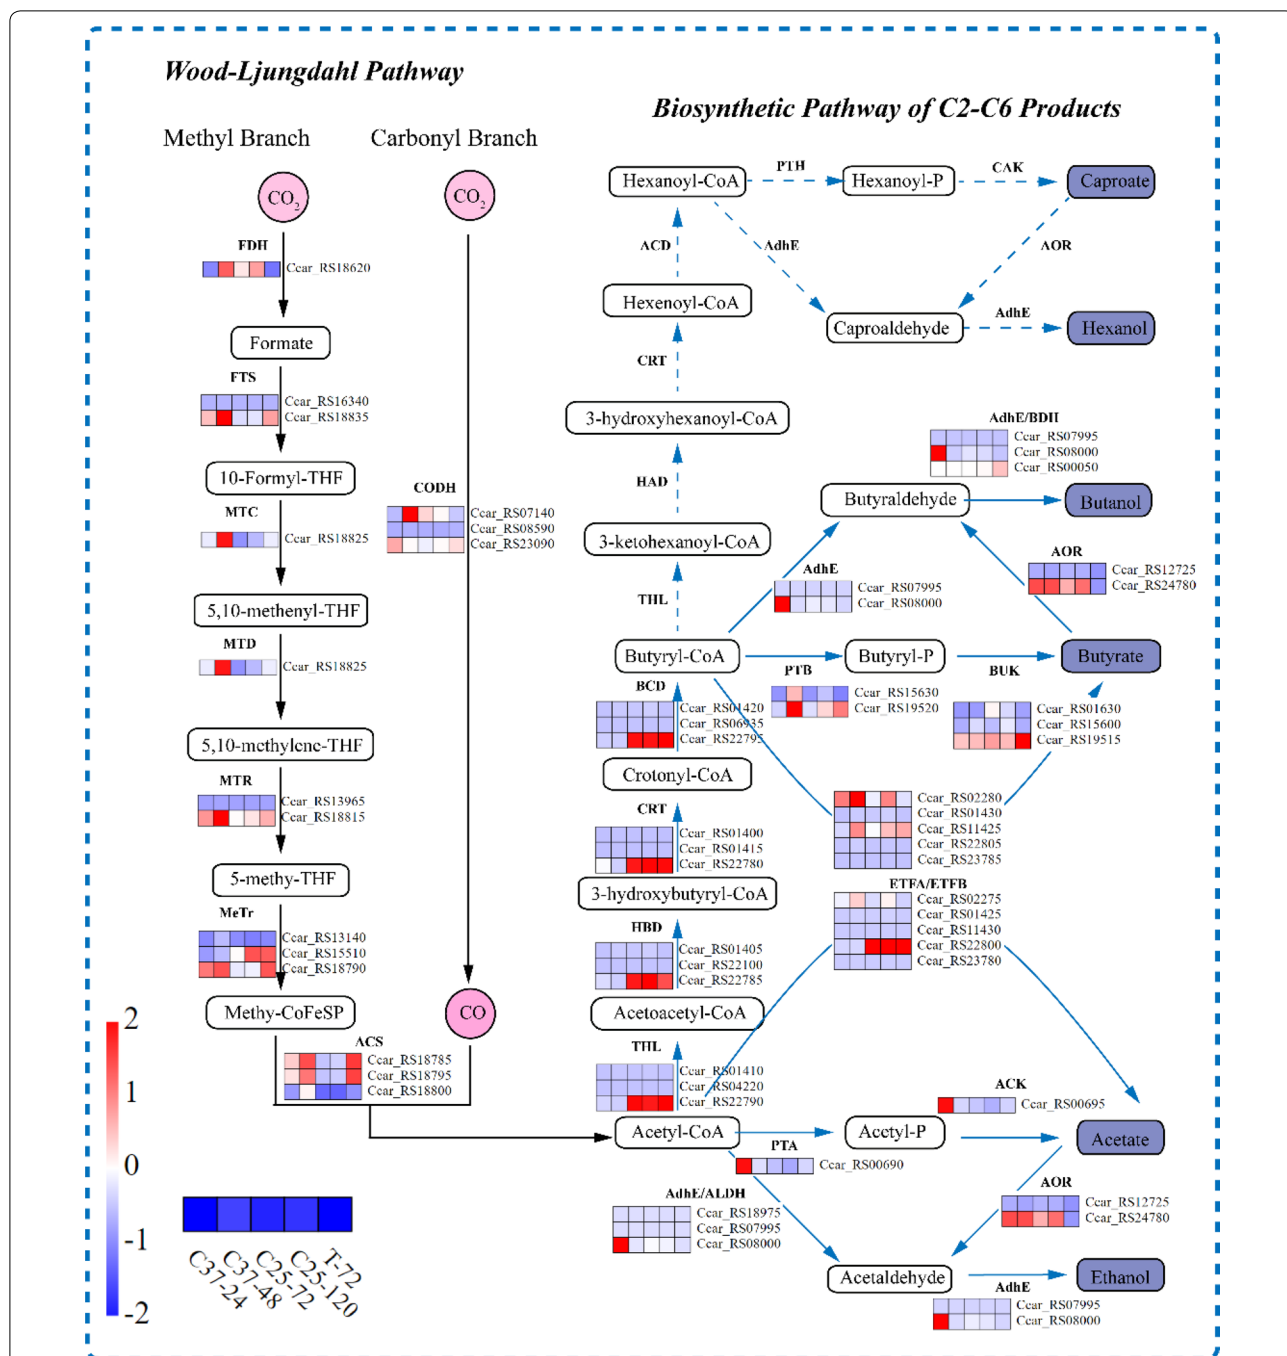 Wood-Ljungdahl Pathway
Biosynthetic Pathway of C2-C6 Products
Methyl Branch
Carbonyl Branch
CO2
CO2
FDH
Ccar_RS18620
Formate
FTS
Ccar_RS16340
Ccar_RS18835
10-Formyl-THF
MTC
Ccar_RS18825
5,10-methenyl-THF
MTD
Ccar_RS18825
5,10-methylene-THF
MTR
Ccar_RS13965
Ccar_RS18815
5-methy-THF
MeTr
Ccar_RS13140
Ccar_RS15510
Ccar_RS18790
Methy-CoFeSP
CODH
Ccar_RS07140
Ccar_RS08590
Ccar_RS23090
CO
ACS
Ccar_RS18785
Ccar_RS18795
Ccar_RS18800
2
1
0
-1
-2
C37-24
C37-48
C25-72
C25-120
T-72
Hexanoyl-CoA
PTH
Hexanoyl-P
CAK
Caproate
ACD
AdhE
AOR
Hexenoyl-CoA
Caproaldehyde
AdhE
Hexanol
CRT
3-hydroxyhexanoyl-CoA
HAD
3-ketohexanoyl-CoA
THL
AdhE/BDH
Ccar_RS07995
Ccar_RS08000
Ccar_RS00050
Butyraldehyde
Butanol
AdhE
Ccar_RS07995
Ccar_RS08000
AOR
Ccar_RS12725
Ccar_RS24780
Butyryl-CoA
Butyryl-P
Butyrate
PTB
Ccar_RS15630
Ccar_RS19520
BUK
Ccar_RS01630
Ccar_RS15600
Ccar_RS19515
BCD
Ccar_RS01420
Ccar_RS06935
Ccar_RS22795
Crotonyl-CoA
CRT
Ccar_RS01400
Ccar_RS01415
Ccar_RS22780
3-hydroxybutyryl-CoA
HBD
Ccar_RS01405
Ccar_RS22100
Ccar_RS22785
Acetoacetyl-CoA
THL
Ccar_RS01410
Ccar_RS04220
Ccar_RS22790
Ccar_RS02280
Ccar_RS01430
Ccar_RS11425
Ccar_RS22805
Ccar_RS23785
ETFA/ETFB
Ccar_RS02275
Ccar_RS01425
Ccar_RS11430
Ccar_RS22800
Ccar_RS23780
Acetyl-CoA
PTA
Ccar_RS00690
Acetyl-P
ACK
Ccar_RS00695
Acetate
AdhE/ALDH
Ccar_RS18975
Ccar_RS07995
Ccar_RS08000
AOR
Ccar_RS12725
Ccar_RS24780
Acetaldehyde
AdhE
Ccar_RS07995
Ccar_RS08000
Ethanol